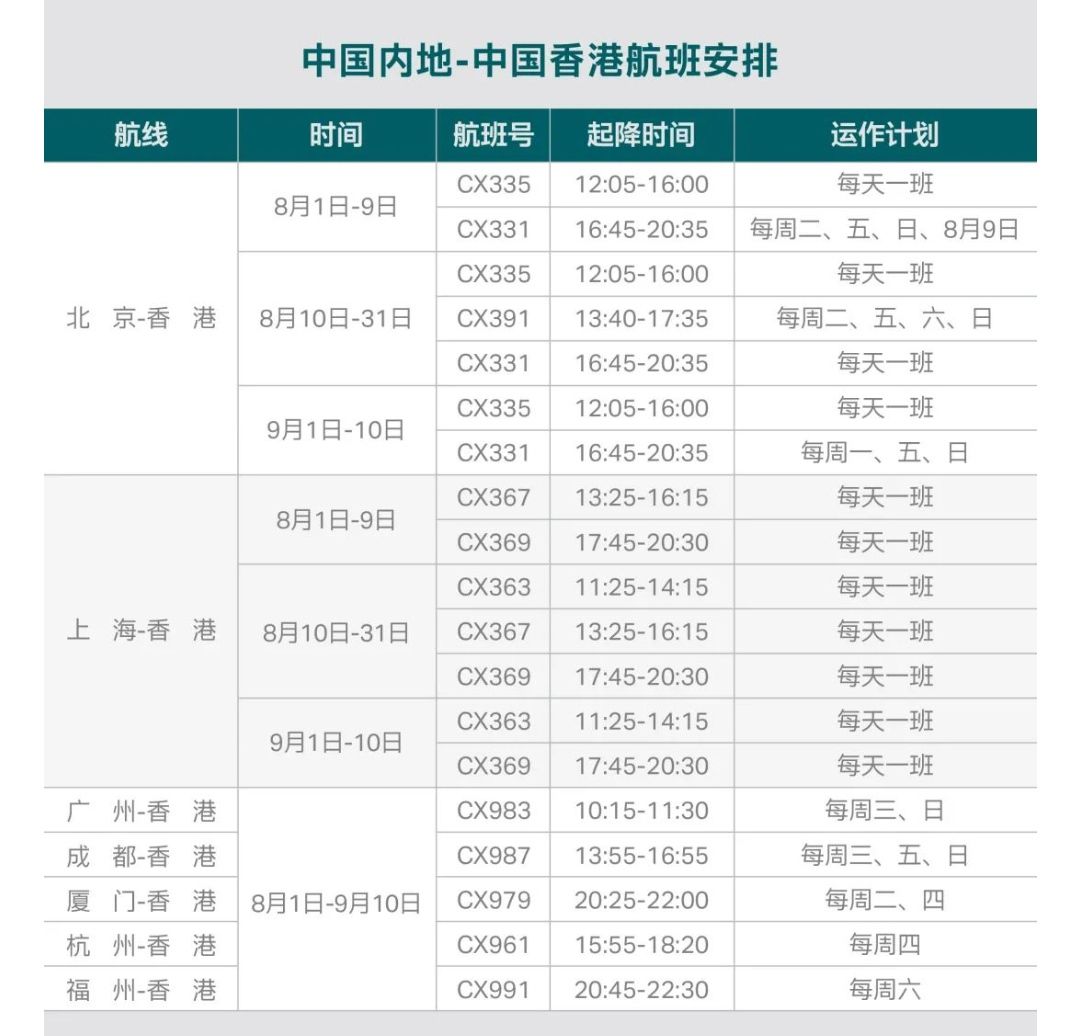 中国内地-中国香港航班安排
航线 时间 航班号 起降时间 运作计划
北京-香港 8月1日-9日 CX335 12:05-16:00 每天一班
CX331 16:45-20:35 每周二、五、日、8月9日
8月10日-31日 CX335 12:05-16:00 每天一班
CX391 13:40-17:35 每周二、五、六、日
CX331 16:45-20:35 每天一班
9月1日-10日 CX335 12:05-16:00 每天一班
CX331 16:45-20:35 每周一、五、日
上海-香港 8月1日-9日 CX367 13:25-16:15 每天一班
CX369 17:45-20:30 每天一班
8月10日-31日 CX363 11:25-14:15 每天一班
CX367 13:25-16:15 每天一班
CX369 17:45-20:30 每天一班
9月1日-10日 CX363 11:25-14:15 每天一班
CX369 17:45-20:30 每天一班
广州-香港 8月1日-9月10日 CX983 10:15-11:30 每周三、日
成都-香港 CX987 13:55-16:55 每周三、五、日
厦门-香港 CX979 20:25-22:00 每周二、四
杭州-香港 CX961 15:55-18:20 每周四
福州-香港 CX991 20:45-22:30 每周六